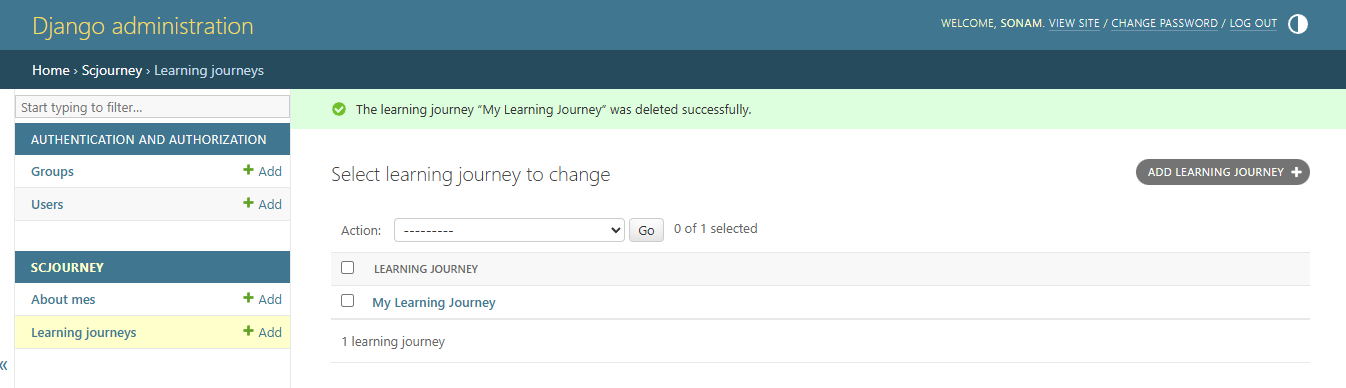 Django administration
WELCOME, SONAM. VIEW SITE / CHANGE PASSWORD / LOG OUT
Home › Scjourney › Learning journeys
Start typing to filter...
AUTHENTICATION AND AUTHORIZATION
Groups + Add
Users + Add
SCJOURNEY
About mes + Add
Learning journeys + Add
«
The learning journey “My Learning Journey” was deleted successfully.
Select learning journey to change
ADD LEARNING JOURNEY +
Action: --------- Go 0 of 1 selected
LEARNING JOURNEY
My Learning Journey
1 learning journey